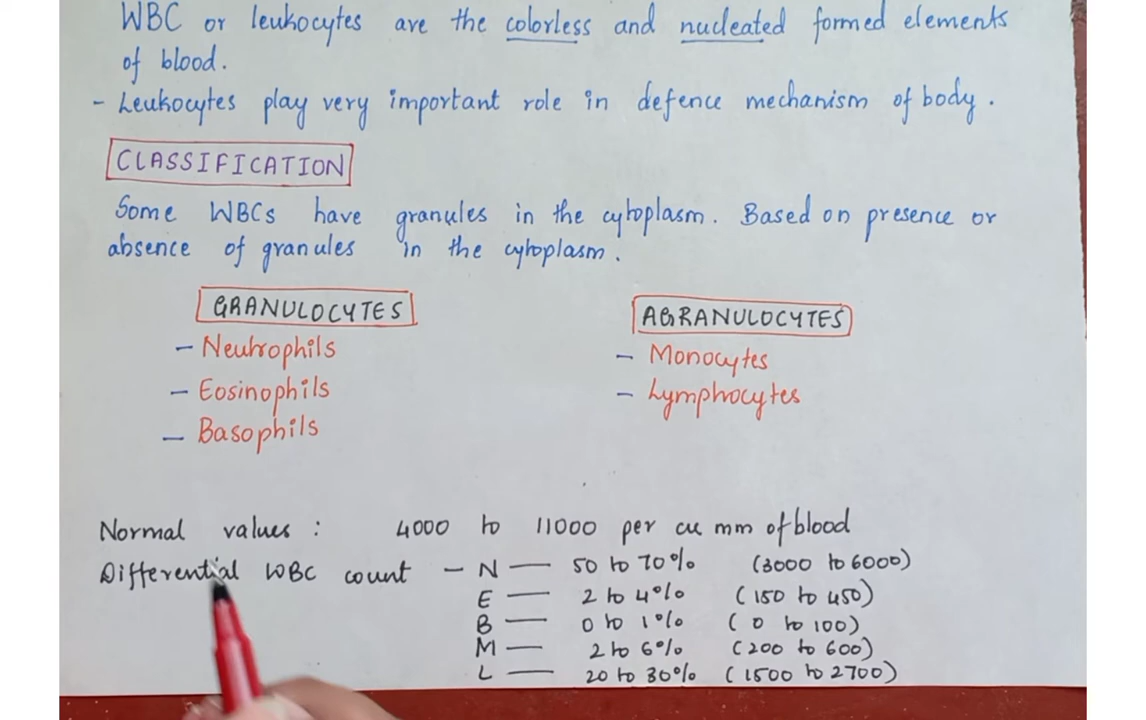 WBC or leukocytes are the colorless and nucleated formed elements
of blood.
- Leukocytes play very important role in defence mechanism of body.
CLASSIFICATION
Some WBCs have granules in the cytoplasm. Based on presence or
absence of granules in the cytoplasm.
GRANULOCYTES
- Neutrophils
- Eosinophils
- Basophils
AGRANULOCYTES
- Monocytes
- Lymphocytes
Normal values : 4000 to 11000 per cu mm of blood
Differential WBC count - N — 50 to 70% (3000 to 6000)
E — 2 to 4% (150 to 450)
B — 0 to 1% (0 to 100)
M — 2 to 6% (200 to 600)
L — 20 to 30% (1500 to 2700)